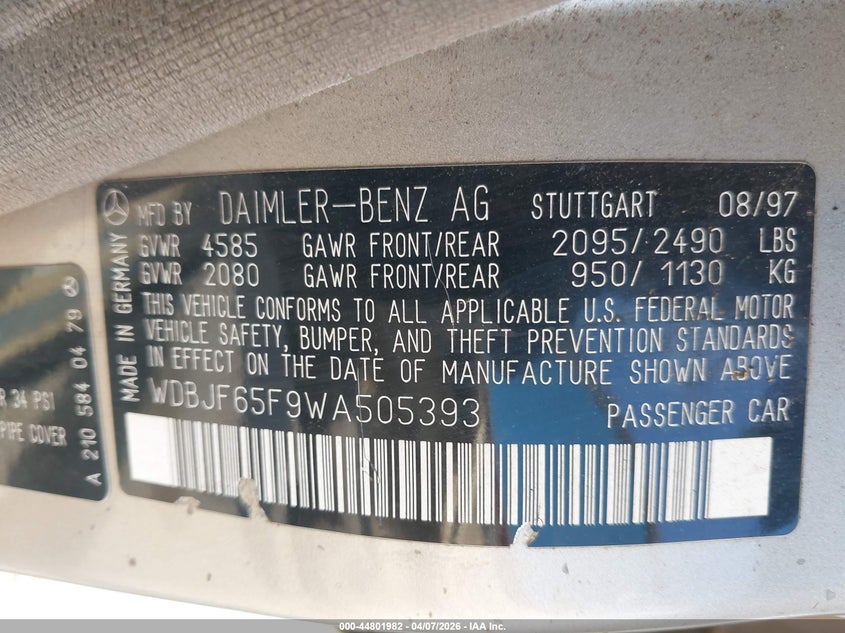 MFD BY DAIMLER-BENZ AG STUTTGART 08/97
GVWR 4585 GAWR FRONT/REAR 2095/2490 LBS
GVWR 2080 GAWR FRONT/REAR 950/1130 KG
THIS VEHICLE CONFORMS TO ALL APPLICABLE U.S. FEDERAL MOTOR
VEHICLE SAFETY, BUMPER, AND THEFT PREVENTION STANDARDS
IN EFFECT ON THE DATE OF MANUFACTURE SHOWN ABOVE
WDBJF65F9WA505393 PASSENGER CAR
MADE IN GERMANY
34 PSI
PIPE COVER
A 210 584 04 79
000-44801982 - 04/07/2026 - IAA Inc.